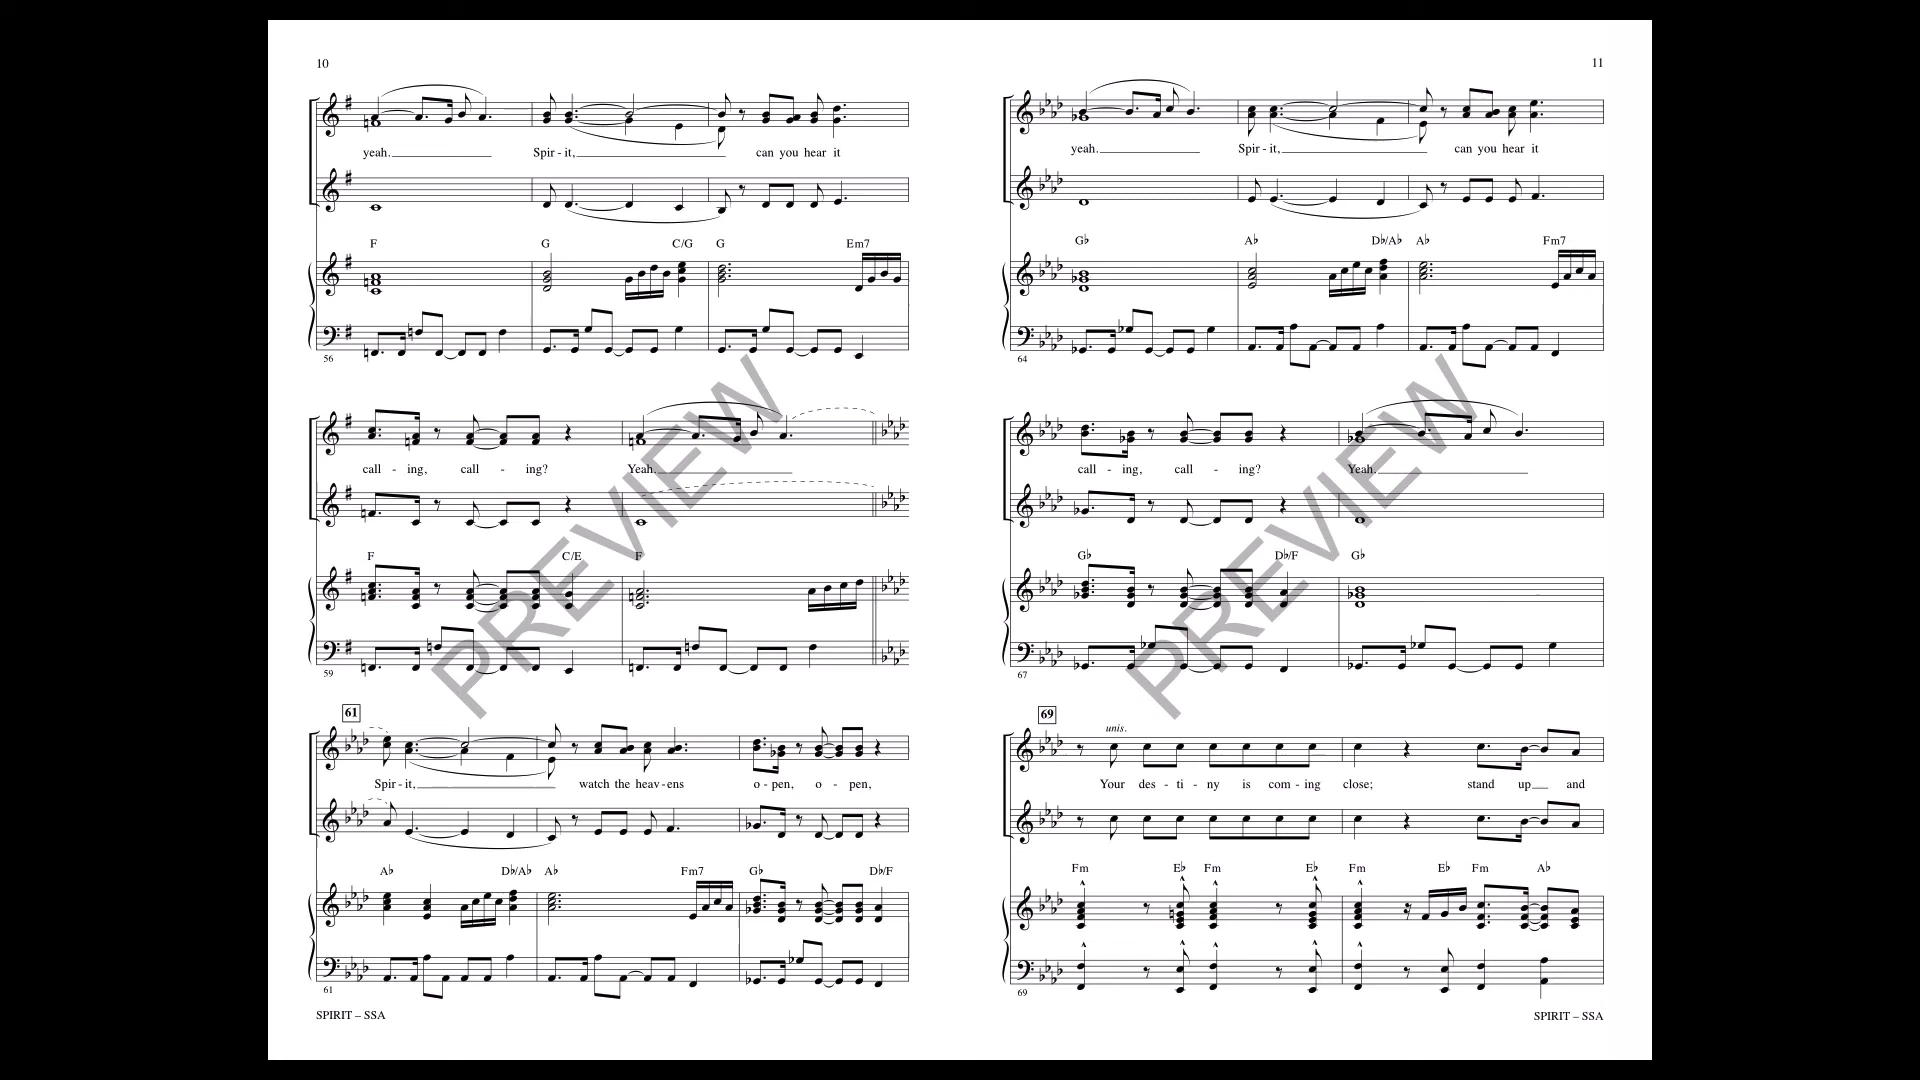 10
yeah. Spir - it, can you hear it
F G C/G G Em7
56
call - ing, call - ing? Yeah.
F C/E F
59
61
Spir - it, watch the heav - ens o - pen, o - pen,
A♭ D♭/A♭ A♭ Fm7 G♭ D♭/F
61
SPIRIT – SSA
11
yeah. Spir - it, can you hear it
G♭ A♭ D♭/A♭ A♭ Fm7
64
call - ing, call - ing? Yeah.
G♭ D♭/F G♭
67
69
unis.
Your des - ti - ny is com - ing close; stand up and
Fm E♭ Fm E♭ Fm E♭ Fm A♭
69
SPIRIT – SSA
PREVIEW
PREVIEW